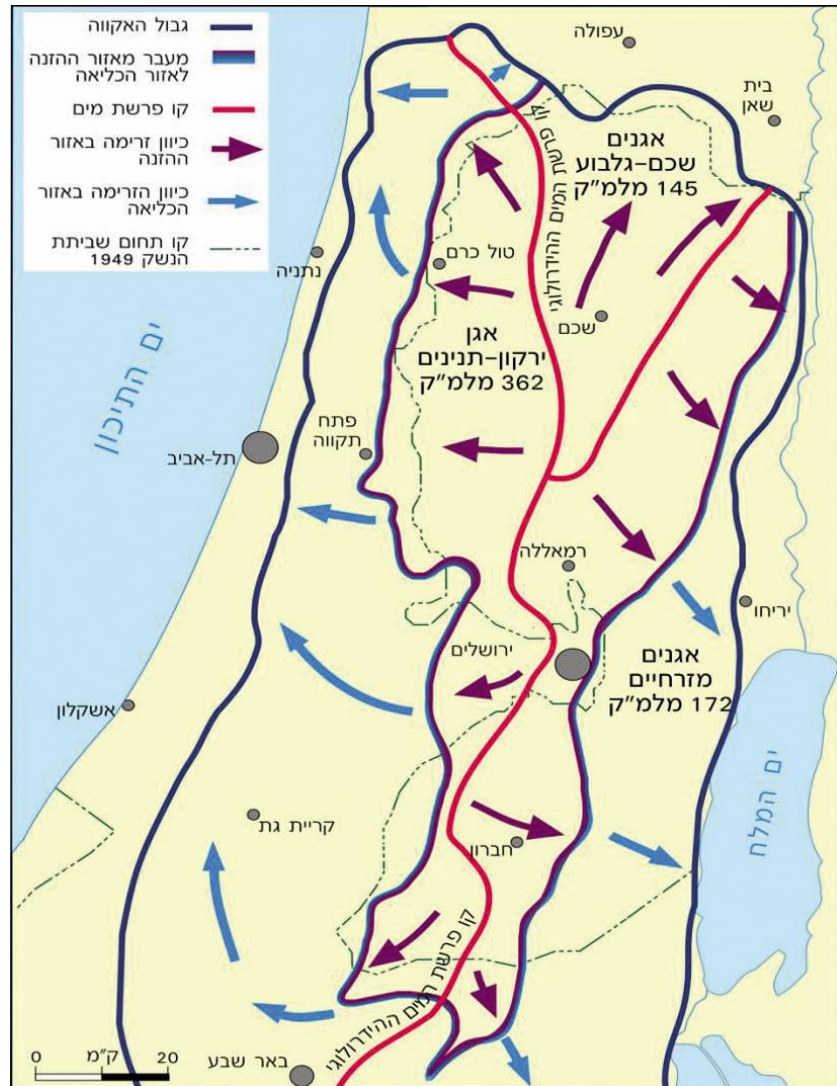 גבול האקווה
מעבר מאזור ההזנה
לאזור הכליאה
קו פרשת מים
כיוון זרימה באזור
ההזנה
כיוון הזרימה באזור
הכליאה
קו תחום שביתת
הנשק 1949
עפולה
בית
שאן
אגנים
שכם-גלבוע
145 מלמ"ק
קו פרשת המים ההידרולוגי
נתניה
טול כרם
שכם
אגן
ירקון-תנינים
362 מלמ"ק
ים התיכון
פתח
תקווה
תל-אביב
רמאללה
יריחו
ירושלים
אגנים
מזרחיים
172 מלמ"ק
אשקלון
ים המלח
קריית גת
חברון
קו פרשת המים ההידרולוגי
באר שבע
0 ק"מ 20